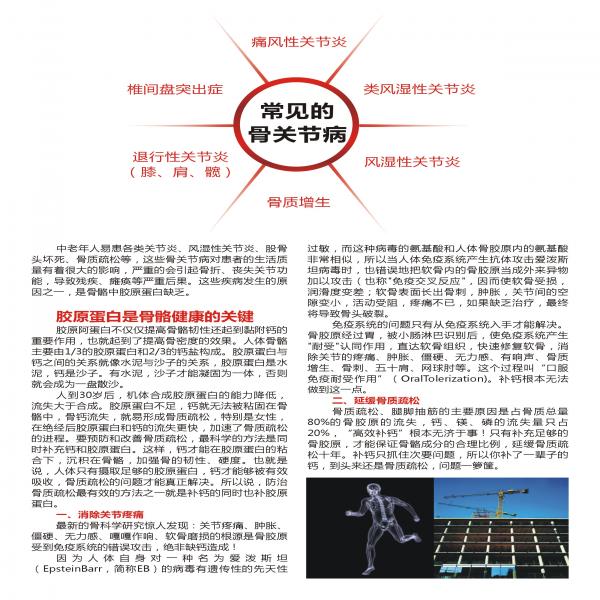 痛风性关节炎
椎间盘突出症
类风湿性关节炎
常见的
骨关节病
退行性关节炎
（膝、肩、髋）
风湿性关节炎
骨质增生
中老年人易患各类关节炎、风湿性关节炎、股骨
头坏死、骨质疏松等，这些骨关节病对患者的生活质
量有着很大的影响，严重的会引起骨折、丧失关节功
能，导致残疾、瘫痪等严重后果。这些疾病发生的原
因之一，是骨骼中胶原蛋白缺乏。
胶原蛋白是骨骼健康的关键
胶原阿蛋白不仅仅提高骨骼韧性还起到黏附钙的
重要作用，也就起到了提高骨密度的效果。人体骨骼
主要由1/3的胶原蛋白和2/3的钙盐构成。胶原蛋白与
钙之间的关系就像水泥与沙子的关系，胶原蛋白是水
泥，钙是沙子。有水泥，沙子才能凝固为一体，否则
就会成为一盘散沙。
人到30岁后，机体合成胶原蛋白的能力降低，
流失大于合成。胶原蛋白不足，钙就无法被粘固在骨
骼中，钙质流失，骨就易骨质疏松，特别是女性，
在绝经后胶原蛋白和钙的流失更快，加速了骨质疏松
的进程。要预防和改善骨质疏松，最科学的方法是同
时补充钙和胶原蛋白。这样，钙才能在胶原蛋白的粘
合下，沉积在骨骼，加强骨的韧性、硬度。也就是
说，人体只有摄取足够的胶原蛋白，钙才能够被有效
吸收，骨质疏松的问题才能真正解决。所以说，防治
骨质疏松最有效的方法之一就是补钙的同时也补胶原
蛋白。
一、消除关节疼痛
最新的骨科学研究惊人发现：关节疼痛、肿胀、
僵硬、无力感、嘎嘎作响、软骨磨损的根源是骨胶原
受到免疫系统的错误攻击，绝非缺钙造成！
因为人体自身对一种名为爱泼斯坦
（EpsteinBarr，简称EB）的病毒有遗传性的先天性
过敏，而这种病毒的氨基酸和人体骨胶原内的氨基酸
非常相似，所以当人体免疫系统产生抗体攻击爱泼斯
坦病毒时，也错误地把软骨内的骨胶原当成外来异物
加以攻击（也称"免疫交叉反应"，因而使软骨受损，
润滑度变差；软骨表面长出骨刺，肿胀，关节间的空
隙变小，活动受阻，疼痛不已，如果缺乏治疗，最终
将导致骨头破裂。
免疫系统的问题只有从免疫系统入手才能解决。
骨胶原经过胃，被小肠淋巴识别后，使免疫系统产生
"耐受"认同作用，直达软骨组织，快速修复软骨，消
除关节的疼痛、肿胀、僵硬、无力感、有响声、骨质
增生、骨刺、五十肩、网球肘等。这个过程叫"口服
免疫耐受作用"（OralTolerization)。补钙根本无法
做到这一点。
二、延缓骨质疏松
骨质疏松、腿脚抽筋的主要原因是占骨质总量
80%的骨胶原的流失，钙、镁、磷的流失量只占
20%，"高效补钙"根本无济于事！只有补充足够的
骨胶原，才能保证骨骼成分的合理比例，延缓骨质疏
松十年。补钙只抓住次要问题，所以你补了一辈子的
钙，到头来还是骨质疏松，问题一箩筐。